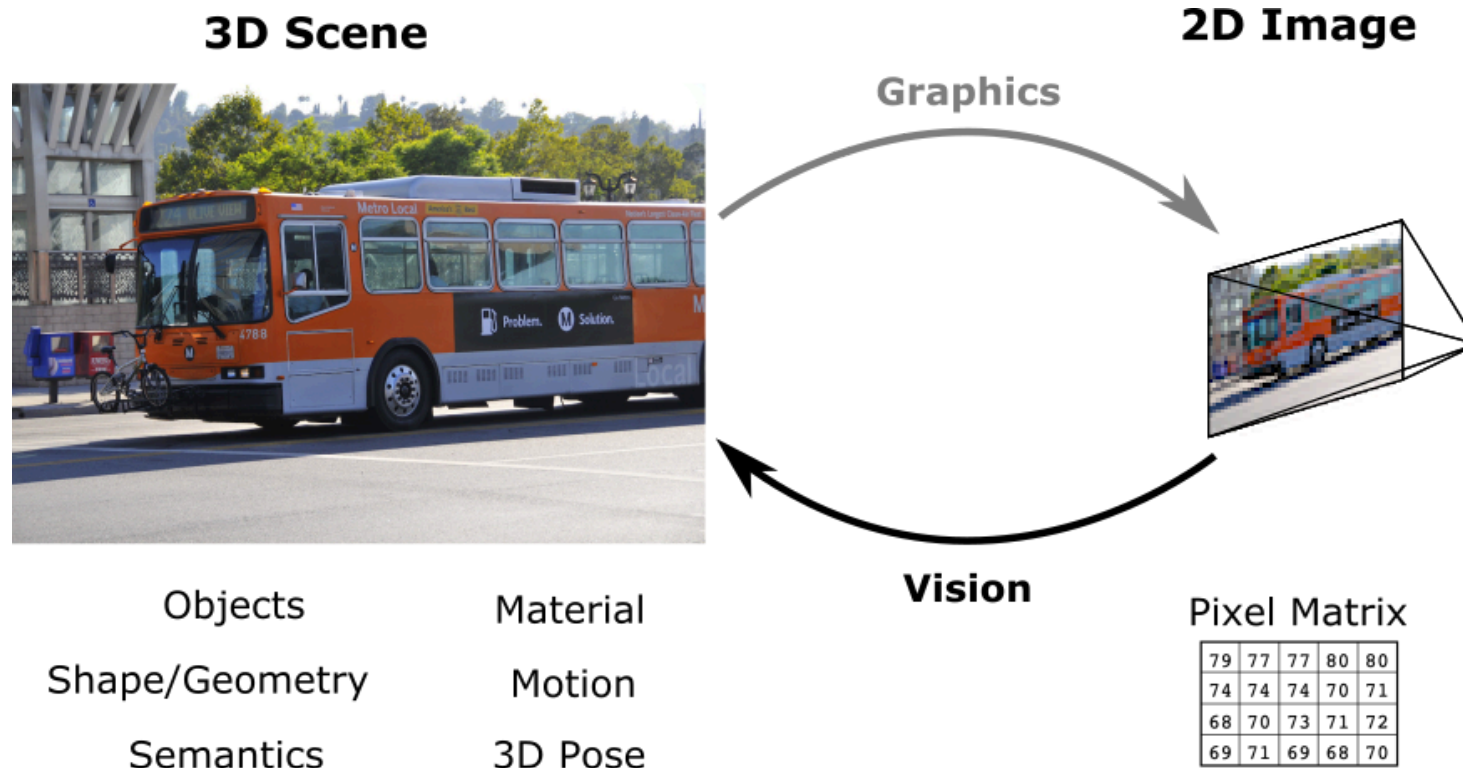 3D Scene
2D Image
Graphics
Metro Local
4788
Problem.
M
Solution.
M
Local
Vision
Objects
Material
Shape/Geometry
Motion
Semantics
3D Pose
Pixel Matrix
79 77 77 80 80
74 74 74 70 71
68 70 73 71 72
69 71 69 68 70